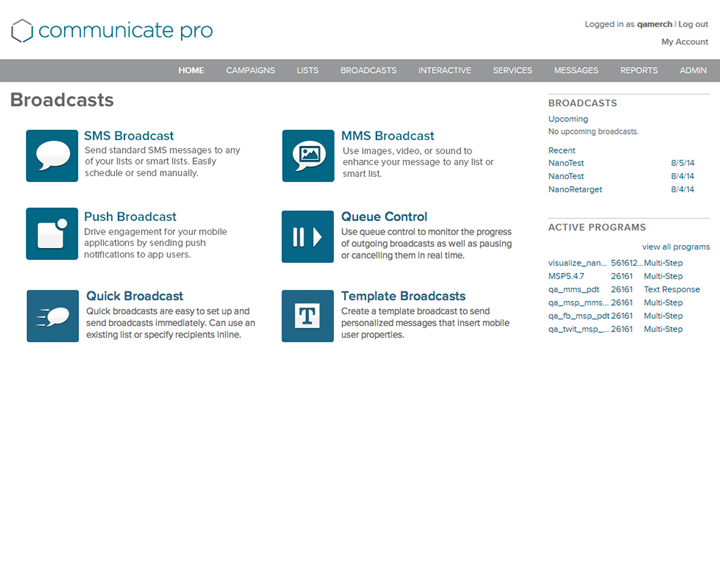 communicate pro
Logged in as qamerch | Log out
My Account
HOME CAMPAIGNS LISTS BROADCASTS INTERACTIVE SERVICES MESSAGES REPORTS ADMIN
Broadcasts
SMS Broadcast
Send standard SMS messages to any
of your lists or smart lists. Easily
schedule or send manually.
MMS Broadcast
Use images, video, or sound to
enhance your message to any list or
smart list.
Push Broadcast
Drive engagement for your mobile
applications by sending push
notifications to app users.
Queue Control
Use queue control to monitor the progress
of outgoing broadcasts as well as pausing
or cancelling them in real time.
Quick Broadcast
Quick broadcasts are easy to set up and
send broadcasts immediately. Can use an
existing list or specify recipients inline.
T
Template Broadcasts
Create a template broadcast to send
personalized messages that insert mobile
user properties.
BROADCASTS
Upcoming
No upcoming broadcasts.
Recent
NanoTest 8/5/14
NanoTest 8/4/14
NanoRetarget 8/4/14
ACTIVE PROGRAMS
view all programs
visualize_nan... 561612... Multi-Step
MSP5.4.7 26161 Multi-Step
qa_mms_pdt 26161 Text Response
qa_msp_mms... 26161 Multi-Step
qa_fb_msp_pdt 26161 Multi-Step
qa_twit_msp_... 26161 Multi-Step